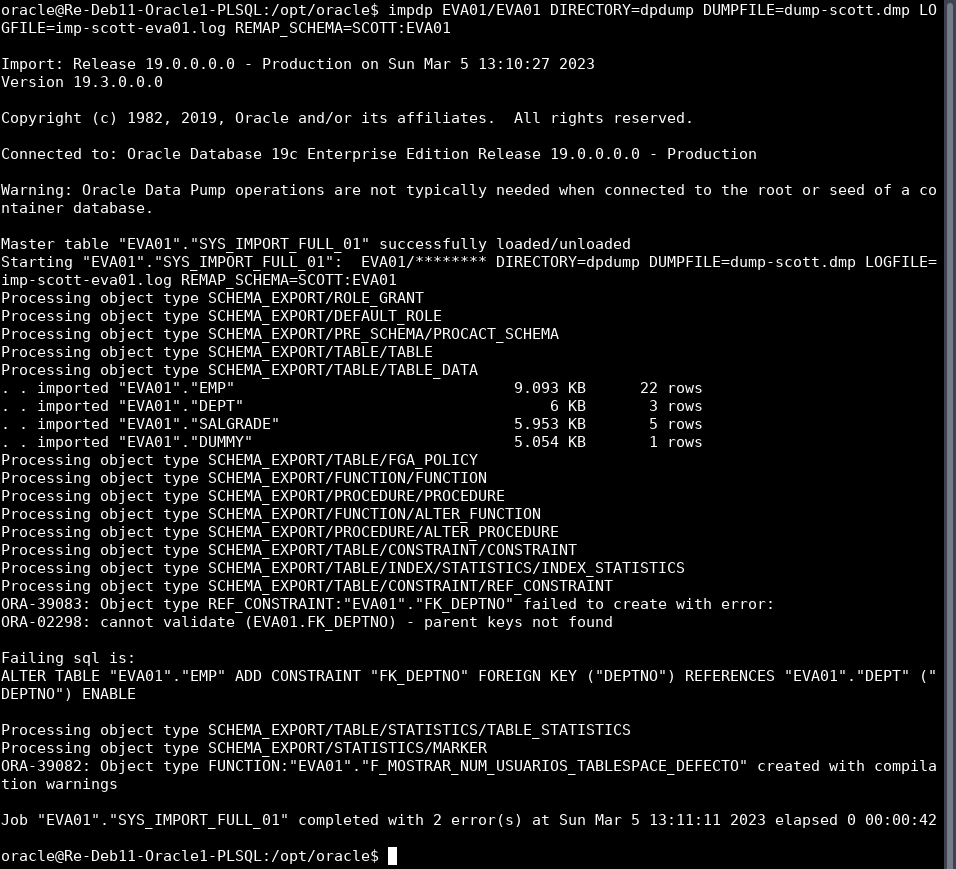 oracle@Re-Deb11-Oracle1-PLSQL:/opt/oracle$ impdp EVA01/EVA01 DIRECTORY=dpdump DUMPFILE=dump-scott.dmp LO
GFILE=imp-scott-eva01.log REMAP_SCHEMA=SCOTT:EVA01
Import: Release 19.0.0.0.0 - Production on Sun Mar 5 13:10:27 2023
Version 19.3.0.0.0
Copyright (c) 1982, 2019, Oracle and/or its affiliates.  All rights reserved.
Connected to: Oracle Database 19c Enterprise Edition Release 19.0.0.0.0 - Production
Warning: Oracle Data Pump operations are not typically needed when connected to the root or seed of a co
ntainer database.
Master table "EVA01"."SYS_IMPORT_FULL_01" successfully loaded/unloaded
Starting "EVA01"."SYS_IMPORT_FULL_01":  EVA01/******** DIRECTORY=dpdump DUMPFILE=dump-scott.dmp LOGFILE=
imp-scott-eva01.log REMAP_SCHEMA=SCOTT:EVA01
Processing object type SCHEMA_EXPORT/ROLE_GRANT
Processing object type SCHEMA_EXPORT/DEFAULT_ROLE
Processing object type SCHEMA_EXPORT/PRE_SCHEMA/PROCACT_SCHEMA
Processing object type SCHEMA_EXPORT/TABLE/TABLE
Processing object type SCHEMA_EXPORT/TABLE/TABLE_DATA
. . imported "EVA01"."EMP"                               9.093 KB      22 rows
. . imported "EVA01"."DEPT"                                  6 KB       3 rows
. . imported "EVA01"."SALGRADE"                          5.953 KB       5 rows
. . imported "EVA01"."DUMMY"                             5.054 KB       1 rows
Processing object type SCHEMA_EXPORT/TABLE/FGA_POLICY
Processing object type SCHEMA_EXPORT/FUNCTION/FUNCTION
Processing object type SCHEMA_EXPORT/PROCEDURE/PROCEDURE
Processing object type SCHEMA_EXPORT/FUNCTION/ALTER_FUNCTION
Processing object type SCHEMA_EXPORT/PROCEDURE/ALTER_PROCEDURE
Processing object type SCHEMA_EXPORT/TABLE/CONSTRAINT/CONSTRAINT
Processing object type SCHEMA_EXPORT/TABLE/INDEX/STATISTICS/INDEX_STATISTICS
Processing object type SCHEMA_EXPORT/TABLE/CONSTRAINT/REF_CONSTRAINT
ORA-39083: Object type REF_CONSTRAINT:"EVA01"."FK_DEPTNO" failed to create with error:
ORA-02298: cannot validate (EVA01.FK_DEPTNO) - parent keys not found
Failing sql is:
ALTER TABLE "EVA01"."EMP" ADD CONSTRAINT "FK_DEPTNO" FOREIGN KEY ("DEPTNO") REFERENCES "EVA01"."DEPT" ("
DEPTNO") ENABLE
Processing object type SCHEMA_EXPORT/TABLE/STATISTICS/TABLE_STATISTICS
Processing object type SCHEMA_EXPORT/STATISTICS/MARKER
ORA-39082: Object type FUNCTION:"EVA01"."F_MOSTRAR_NUM_USUARIOS_TABLESPACE_DEFECTO" created with compila
tion warnings
Job "EVA01"."SYS_IMPORT_FULL_01" completed with 2 error(s) at Sun Mar 5 13:11:11 2023 elapsed 0 00:00:42
oracle@Re-Deb11-Oracle1-PLSQL:/opt/oracle$